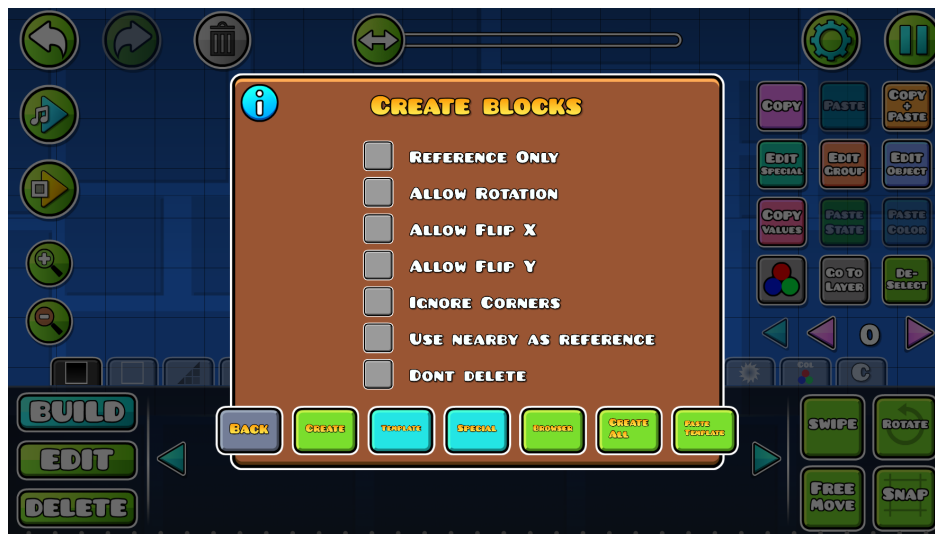 Create blocks
Reference Only
Allow Rotation
Allow Flip X
Allow Flip Y
Ignore Corners
Use nearby as reference
Dont delete
Back
Create
Template
Special
Browser
Create
All
Paste
Template
Copy
Paste
Copy
+
Paste
Edit
Special
Edit
Group
Edit
Object
Copy
Values
Paste
State
Paste
Color
Go To
Layer
De-
Select
0
Col
C
Build
Edit
Delete
Swipe
Rotate
Free
Move
Snap